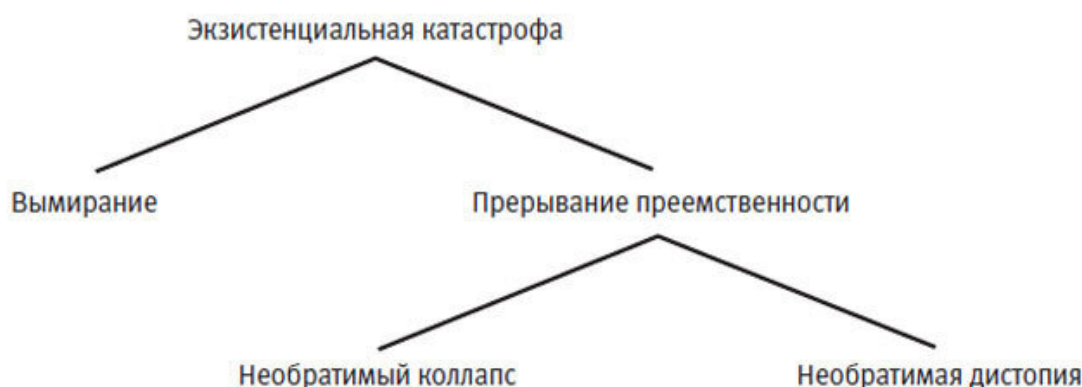 Экзистенциальная катастрофа
Вымирание
Прерывание преемственности
Необратимый коллапс
Необратимая дистопия